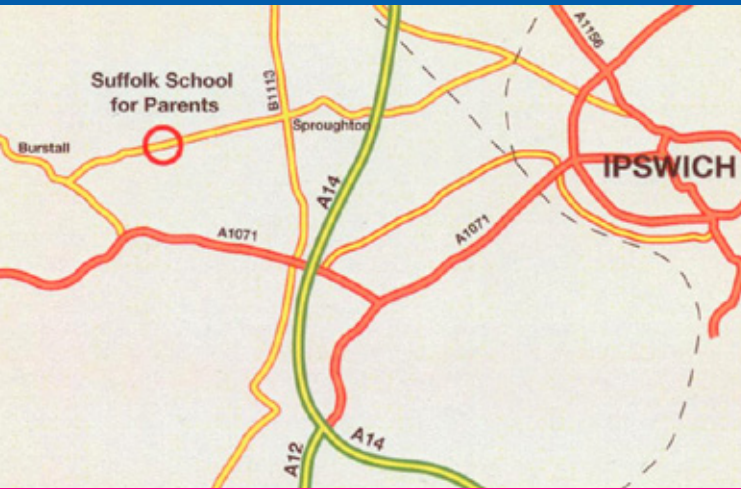 A1156
Suffolk School
for Parents
B1113
Sproughton
Burstall
IPSWICH
A14
A1071
A1071
A14
A12